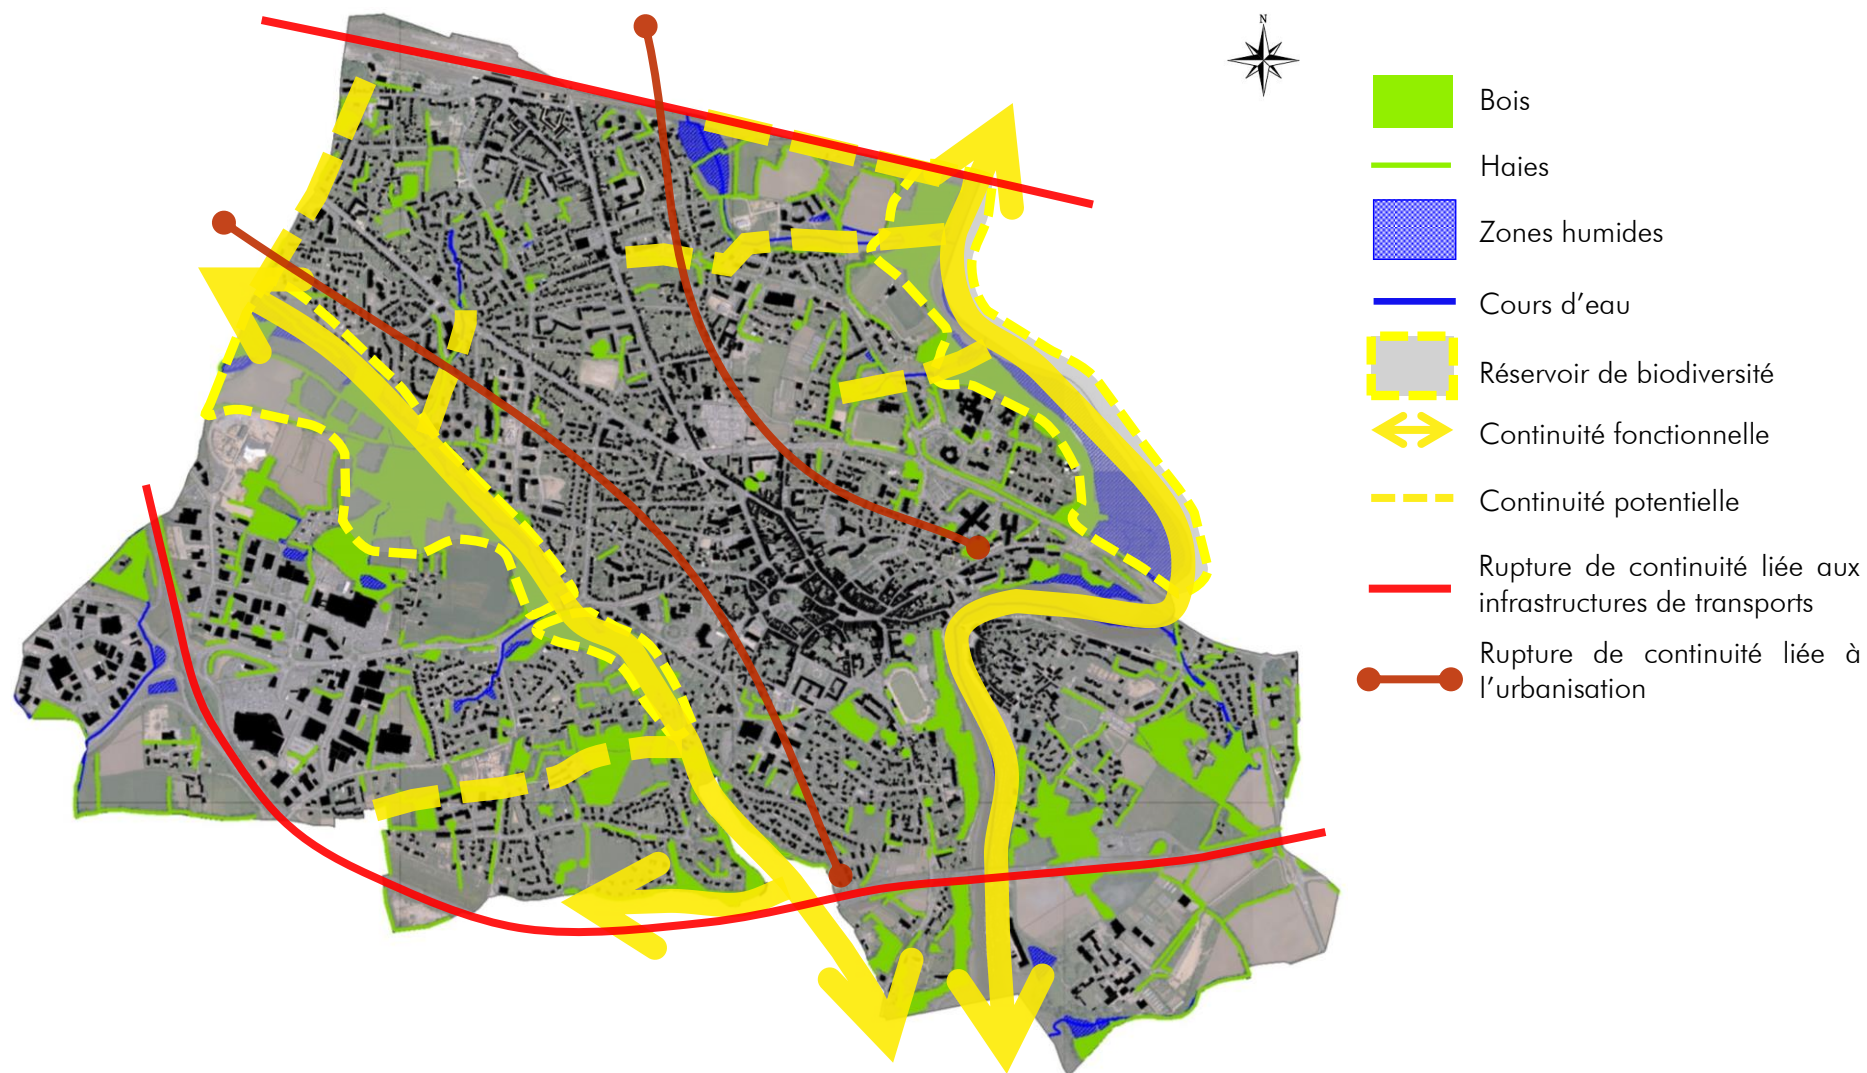 N
Bois
Haies
Zones humides
Cours d’eau
Réservoir de biodiversité
Continuité fonctionnelle
Continuité potentielle
Rupture de continuité liée aux
infrastructures de transports
Rupture de continuité liée à
l’urbanisation